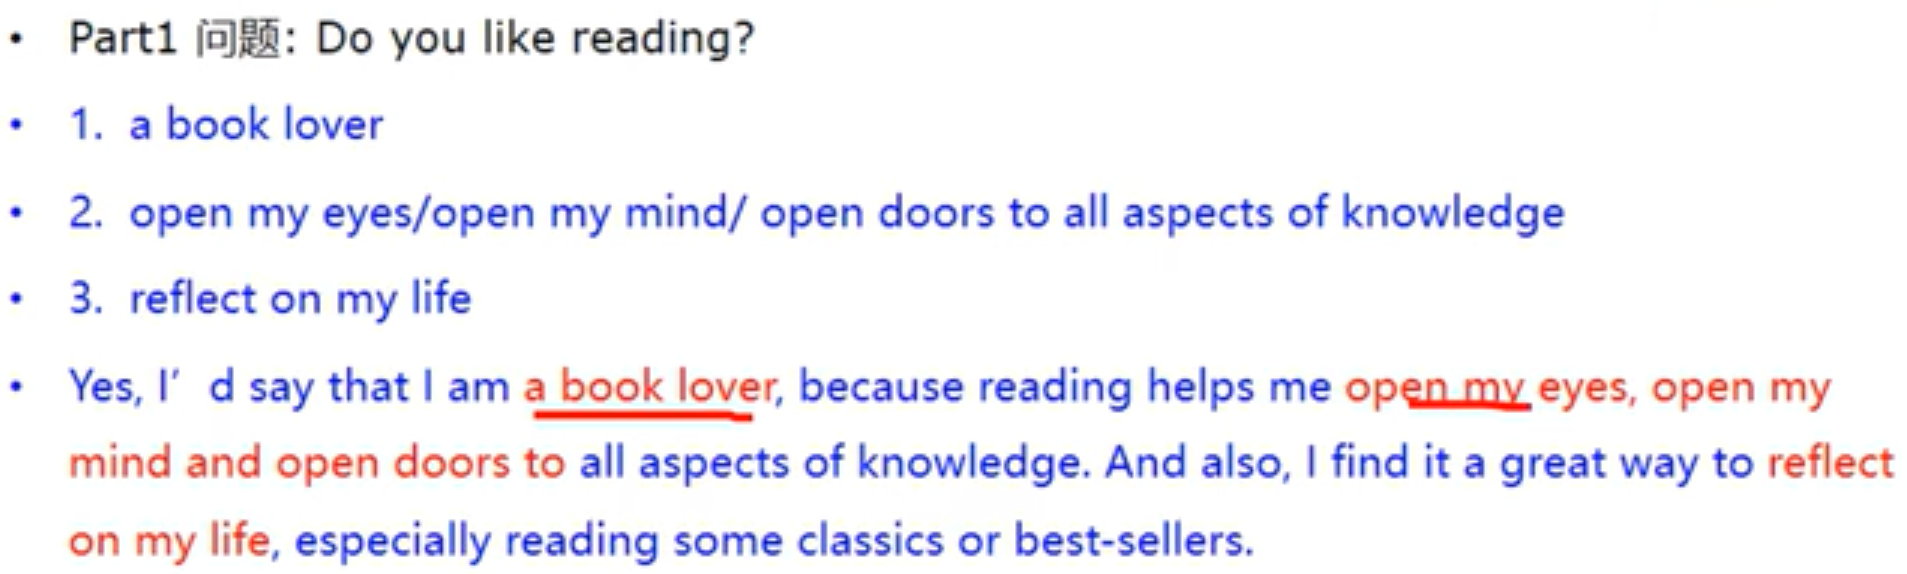 • Part1 问题: Do you like reading?
• 1. a book lover
• 2. open my eyes/open my mind/ open doors to all aspects of knowledge
• 3. reflect on my life
• Yes, I’ d say that I am a book lover, because reading helps me open my eyes, open my
mind and open doors to all aspects of knowledge. And also, I find it a great way to reflect
on my life, especially reading some classics or best-sellers.